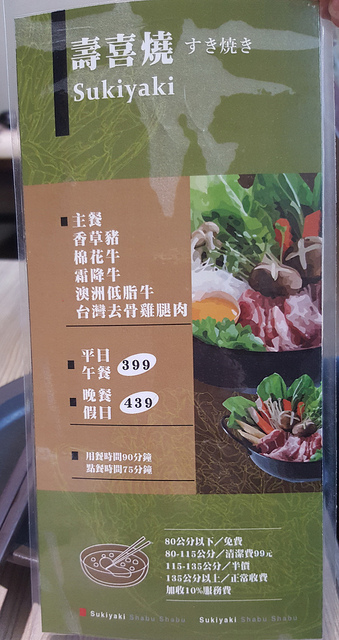 壽喜燒 すき焼き
Sukiyaki
主餐
香草豬
棉花牛
霜降牛
澳洲低脂牛
台灣去骨雞腿肉
平日
午餐 399
晚餐
假日 439
用餐時間90分鐘
點餐時間75分鐘
80公分以下／免費
80-115公分／清潔費99元
115-135公分／半價
135公分以上／正常收費
加收10%服務費
Sukiyaki Shabu Shabu Sukiyaki Shabu Shabu